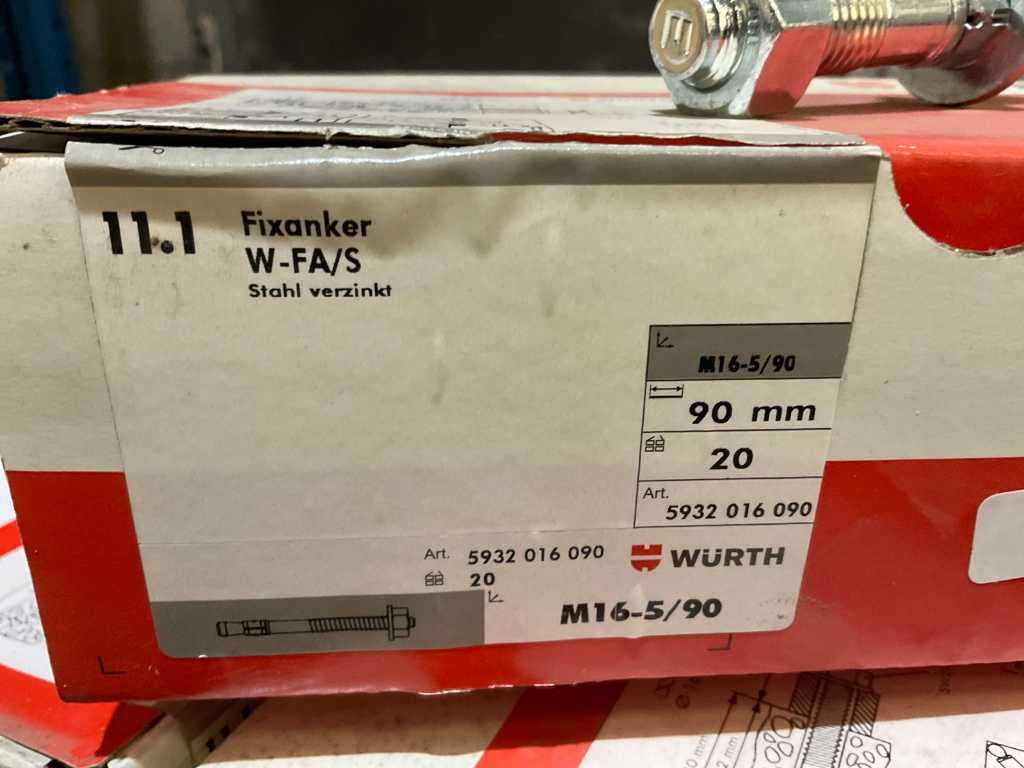 E
11.1
Fixanker
W-FA/S
Stahl verzinkt
M16-5/90
90 mm
20
Art.
5932 016 090
Art. 5932 016 090
20
WÜRTH
M16-5/90